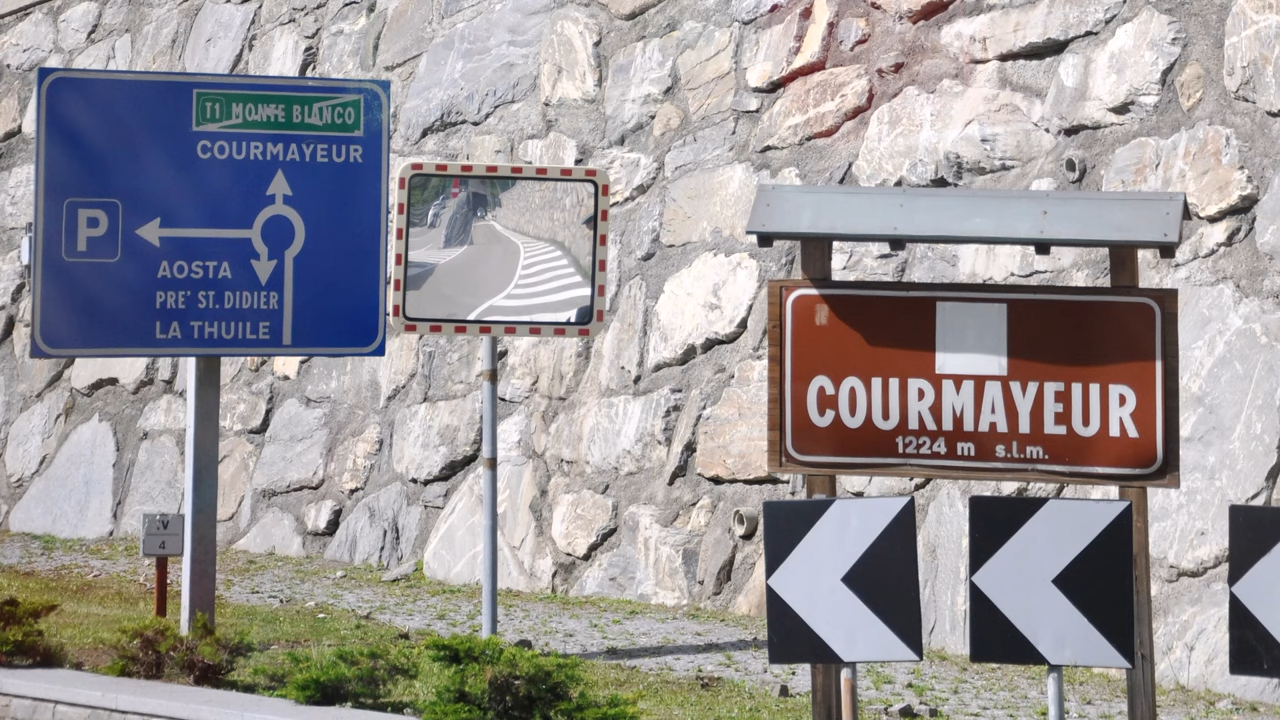 T1 MONTE BIANCO
COURMAYEUR
P
AOSTA
PRE' ST. DIDIER
LA THUILE
V
4
COURMAYEUR
1224 m s.l.m.